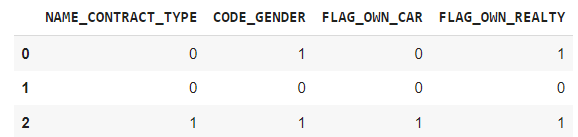 NAME_CONTRACT_TYPE CODE_GENDER FLAG_OWN_CAR FLAG_OWN_REALTY
0 0 1 0 1
1 0 0 0 0
2 1 1 1 1